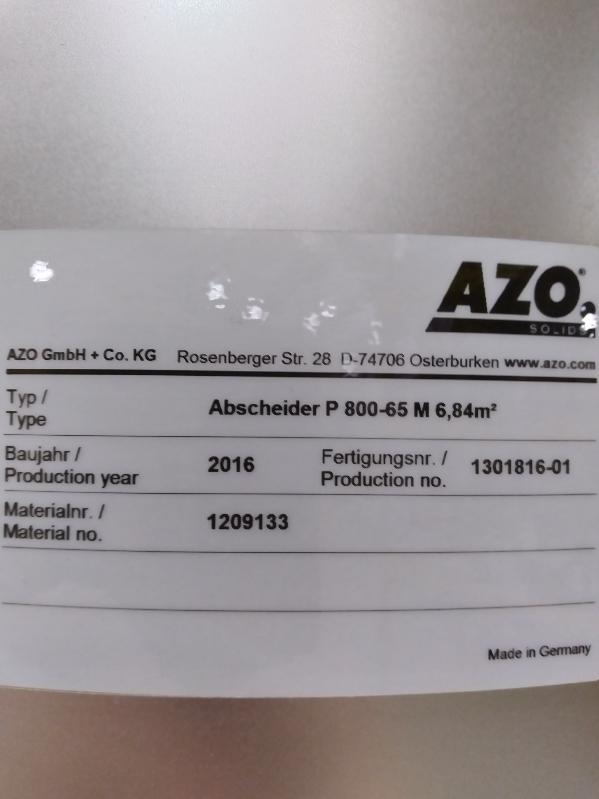 AZO®
SOLIDS
AZO GmbH + Co. KG Rosenberger Str. 28 D-74706 Osterburken www.azo.com
Typ /
Type
Abscheider P 800-65 M 6,84m²
Baujahr /
Production year
2016
Fertigungsnr. /
Production no.
1301816-01
Materialnr. /
Material no.
1209133
Made in Germany